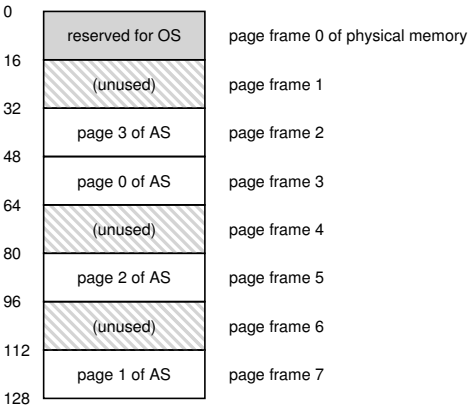 0
reserved for OS page frame 0 of physical memory
16
(unused) page frame 1
32
page 3 of AS page frame 2
48
page 0 of AS page frame 3
64
(unused) page frame 4
80
page 2 of AS page frame 5
96
(unused) page frame 6
112
page 1 of AS page frame 7
128